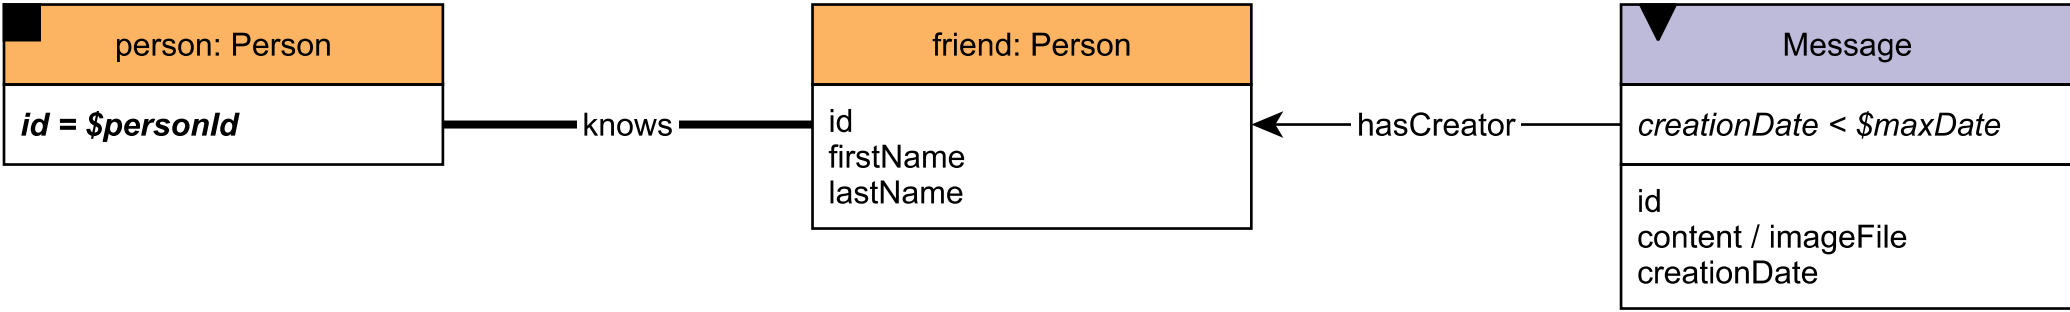 person: Person
id = $personId
knows
friend: Person
id
firstName
lastName
hasCreator
Message
creationDate < $maxDate
id
content / imageFile
creationDate